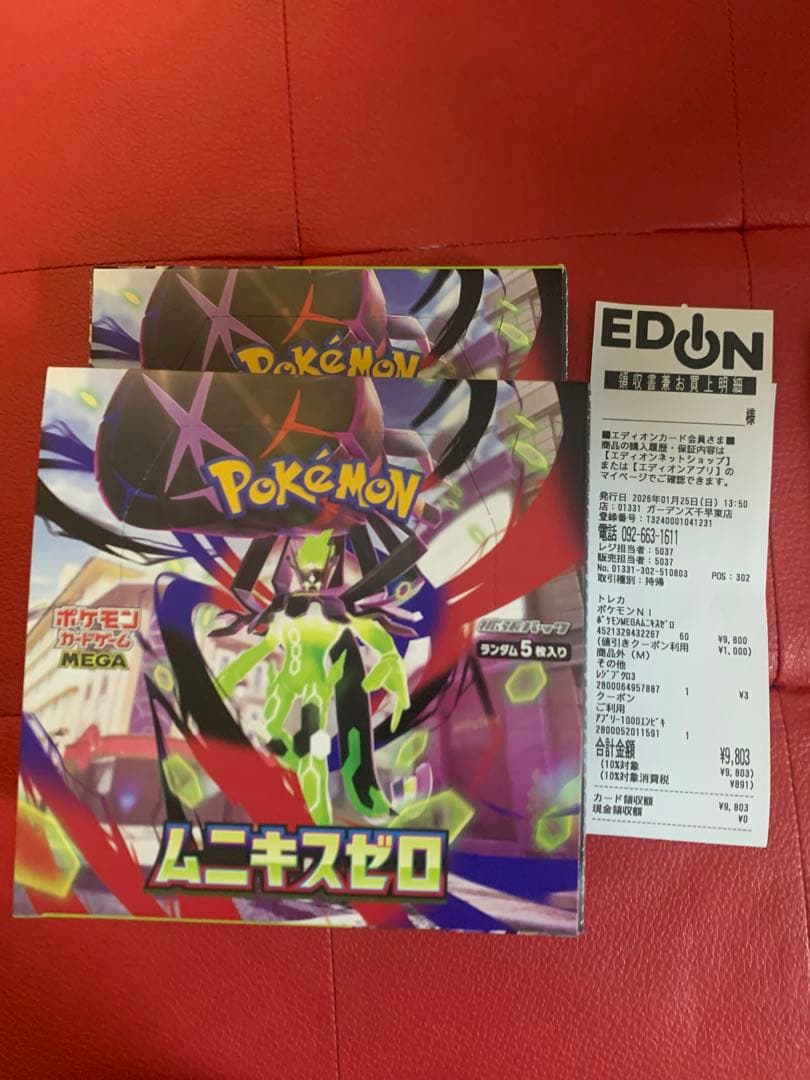 POKéMON
POKéMON
ポケモン
カードゲーム
MEGA
拡張パック
ランダム5枚入り
ムニキスゼロ
EDION
領収書兼お買上明細
様
■エディオンカード会員さま■
商品の購入履歴・保証内容は
【エディオンネットショップ】
または【エディオンアプリ】の
マイページでご確認できます。
発行日 2026年01月25日(日) 13:50
店：01331 ガーデンズ千早東店
登録番号：T3240001041231
電話 092-663-1611
レジ担当者：5037
販売担当者：5037
No.01331-302-510803 POS：302
取引種別：持帰
トレカ
ポケモンNI
ﾎﾟｹﾓﾝMEGAﾑﾆｷｽｾﾞﾛ
4521329432267 60 ¥9,800
(値引きクーポン利用 ¥1,000)
商品外（M）
その他
ﾚｼﾞﾌﾞｸﾛ3
2800064957887 1 ¥3
クーポン
ご利用
ｱﾌﾟﾘｰ1000ｴﾝﾋﾞｷ
2800052011591 1
合計金額 ¥9,803
(10%対象 ¥9,803)
(10%対象消費税 ¥891)
カード領収額 ¥9,803
現金領収額 ¥0